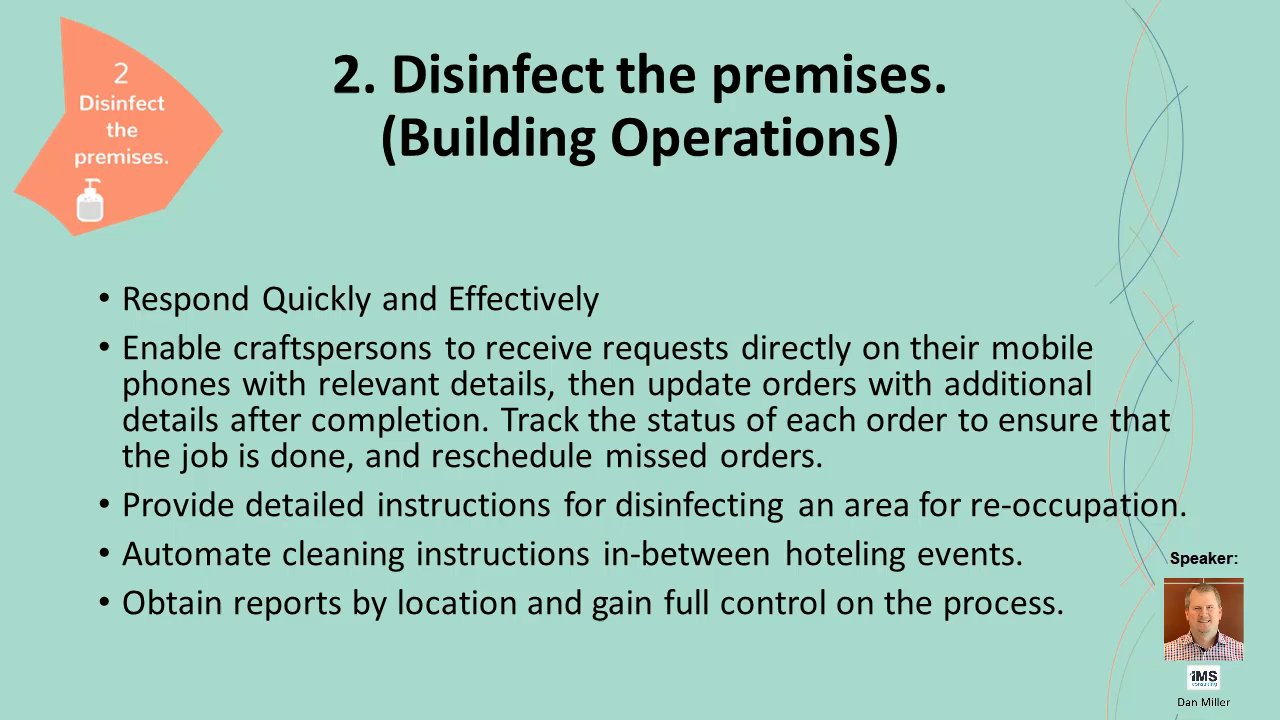 2
Disinfect
the
premises.
2. Disinfect the premises.
(Building Operations)
• Respond Quickly and Effectively
• Enable craftspersons to receive requests directly on their mobile
phones with relevant details, then update orders with additional
details after completion. Track the status of each order to ensure that
the job is done, and reschedule missed orders.
• Provide detailed instructions for disinfecting an area for re-occupation.
• Automate cleaning instructions in-between hoteling events.
• Obtain reports by location and gain full control on the process.
Speaker:
iMS
consulting
Dan Miller